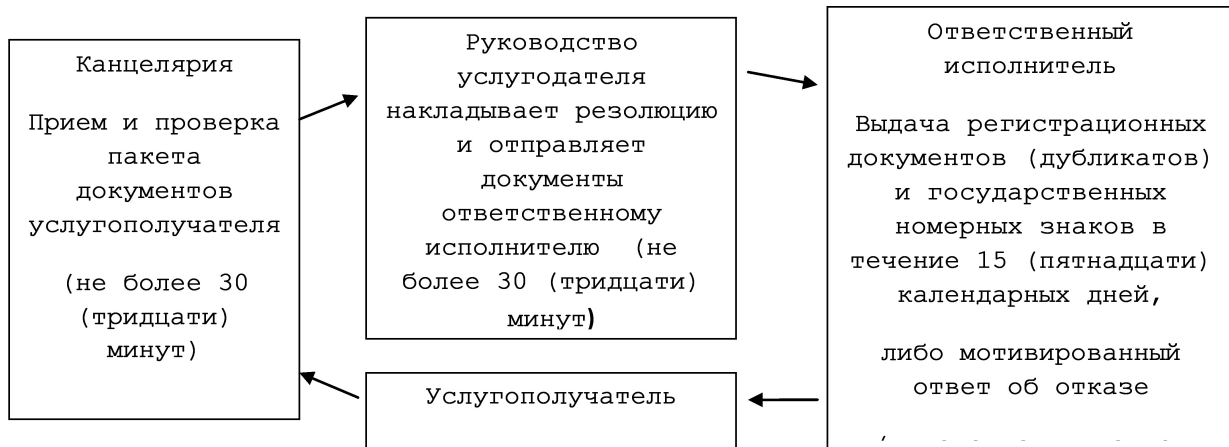 Канцелярия
Прием и проверка
пакета
документов
услугополучателя
(не более 30
(тридцати)
минут)
Руководство
услугодателя
накладывает резолюцию
и отправляет
документы
ответственному
исполнителю (не
более 30 (тридцати)
минут)
Ответственный
исполнитель
Выдача регистрационных
документов (дубликатов)
и государственных
номерных знаков в
течение 15 (пятнадцати)
календарных дней,
либо мотивированный
ответ об отказе
Услугополучатель